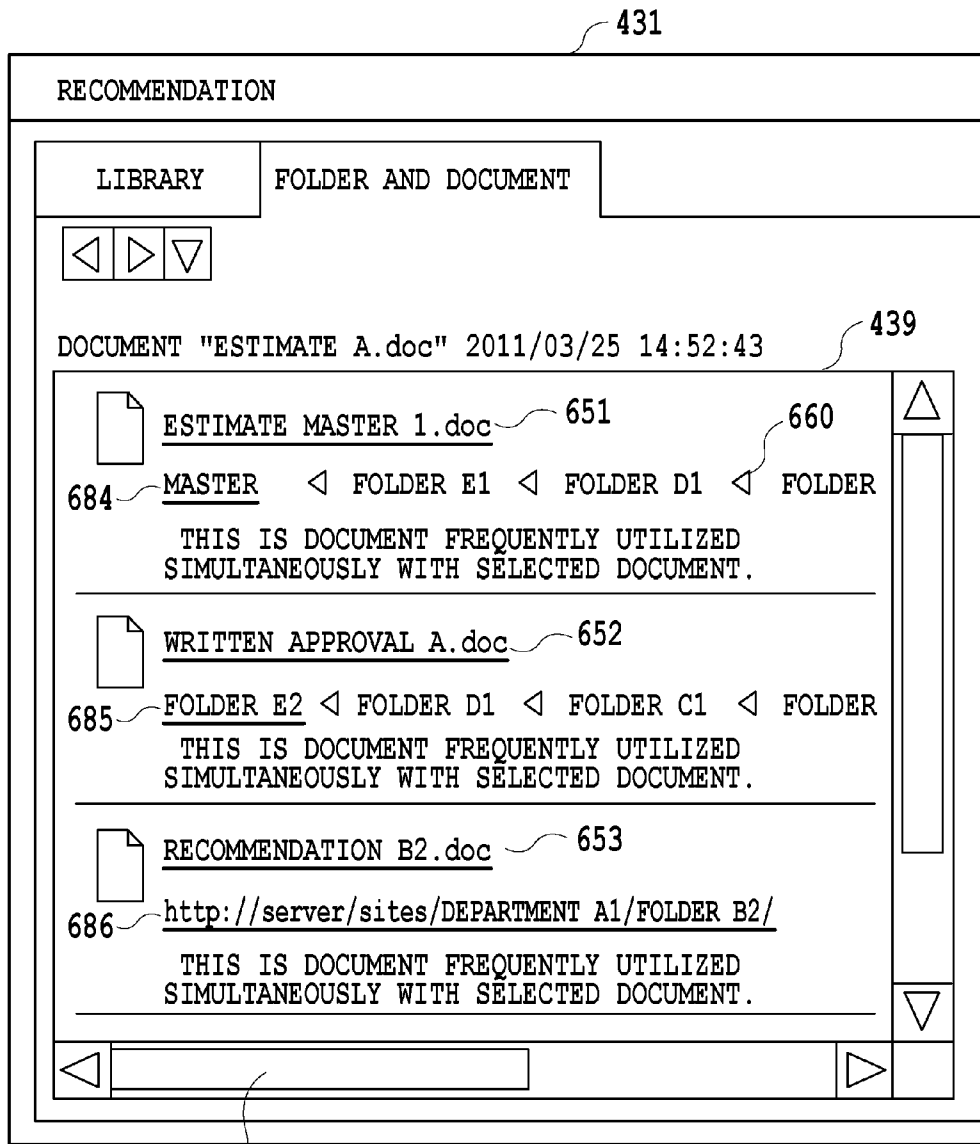 431
RECOMMENDATION
LIBRARY FOLDER AND DOCUMENT
439
DOCUMENT "ESTIMATE A.doc" 2011/03/25 14:52:43
ESTIMATE MASTER 1.doc 651
660
684 MASTER ◁ FOLDER E1 ◁ FOLDER D1 ◁ FOLDER
THIS IS DOCUMENT FREQUENTLY UTILIZED
SIMULTANEOUSLY WITH SELECTED DOCUMENT.
WRITTEN APPROVAL A.doc 652
685 FOLDER E2 ◁ FOLDER D1 ◁ FOLDER C1 ◁ FOLDER
THIS IS DOCUMENT FREQUENTLY UTILIZED
SIMULTANEOUSLY WITH SELECTED DOCUMENT.
RECOMMENDATION B2.doc 653
686 http://server/sites/DEPARTMENT A1/FOLDER B2/
THIS IS DOCUMENT FREQUENTLY UTILIZED
SIMULTANEOUSLY WITH SELECTED DOCUMENT.